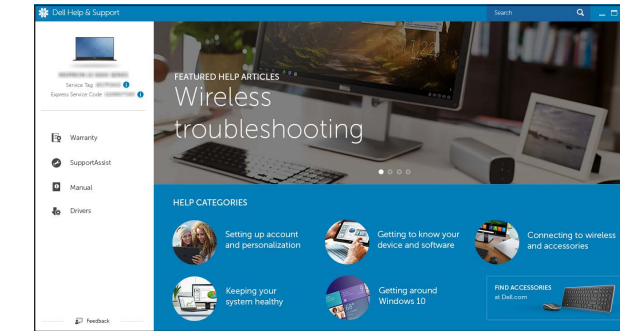 Dell Help & Support
Search
Service Tag
Express Service Code
Warranty
SupportAssist
Manual
Drivers
Feedback
FEATURED HELP ARTICLES
Wireless
troubleshooting
HELP CATEGORIES
Setting up account
and personalization
Getting to know your
device and software
Connecting to wireless
and accessories
Keeping your
system healthy
Getting around
Windows 10
FIND ACCESSORIES
at Dell.com